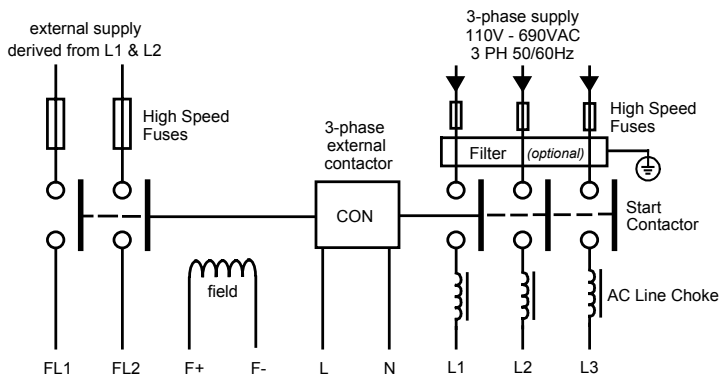 external supply
derived from L1 & L2
3-phase supply
110V - 690VAC
3 PH 50/60Hz
High Speed
Fuses
3-phase
external
contactor
High Speed
Fuses
Filter (optional)
CON
Start
Contactor
field
AC Line Choke
FL1 FL2 F+ F- L N L1 L2 L3